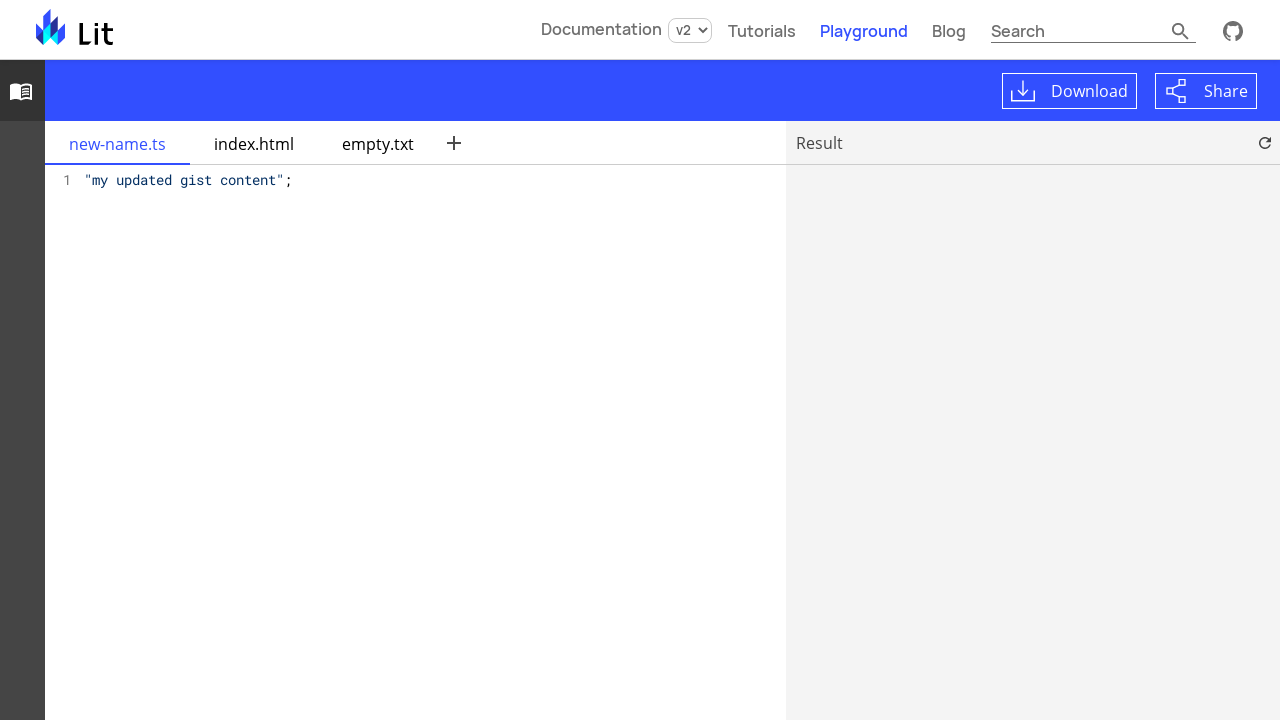 Lit
Documentation v2 Tutorials Playground Blog Search
Download Share
new-name.ts index.html empty.txt Result
1 "my updated gist content";